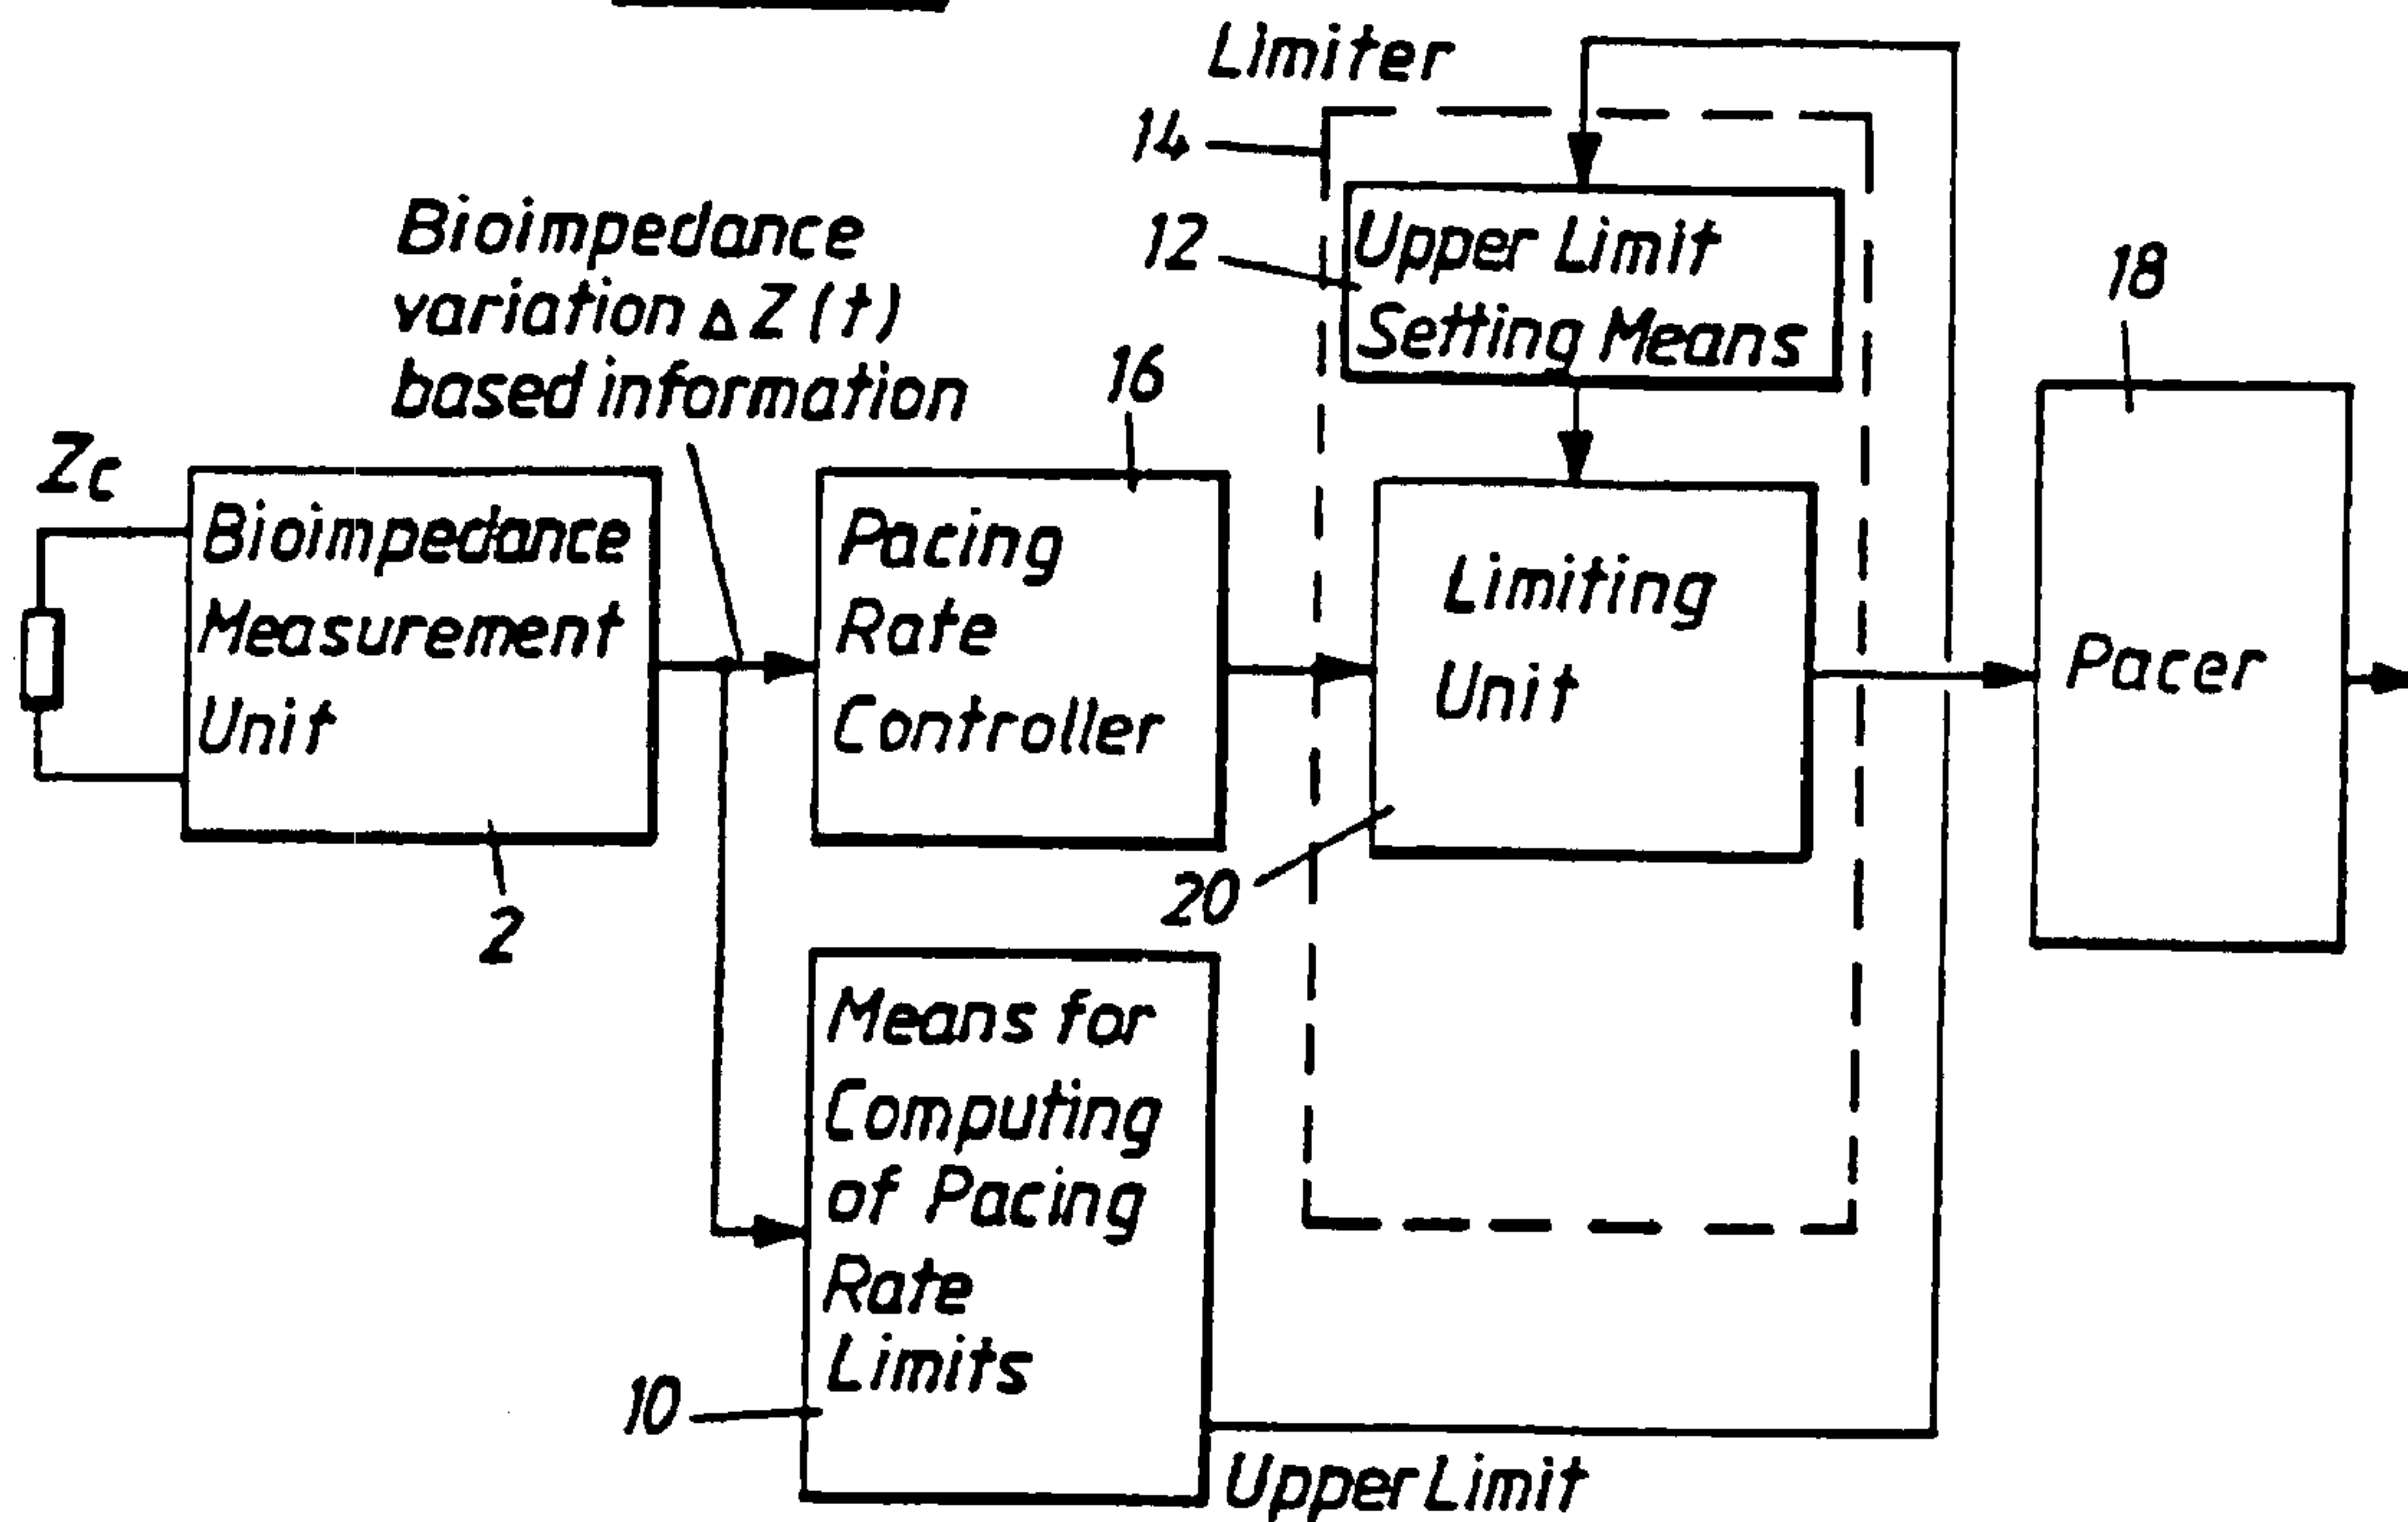 Limiter
14
Bioimpedance
variation Δ Z (t)
based information
12
Upper Limit
Setting Means
18
16
Zc
Bioimpedance
Measurement
Unit
2
Pacing
Rate
Controller
Limiting
Unit
20
Pacer
Means for
Computing
of Pacing
Rate
Limits
10
Upper Limit